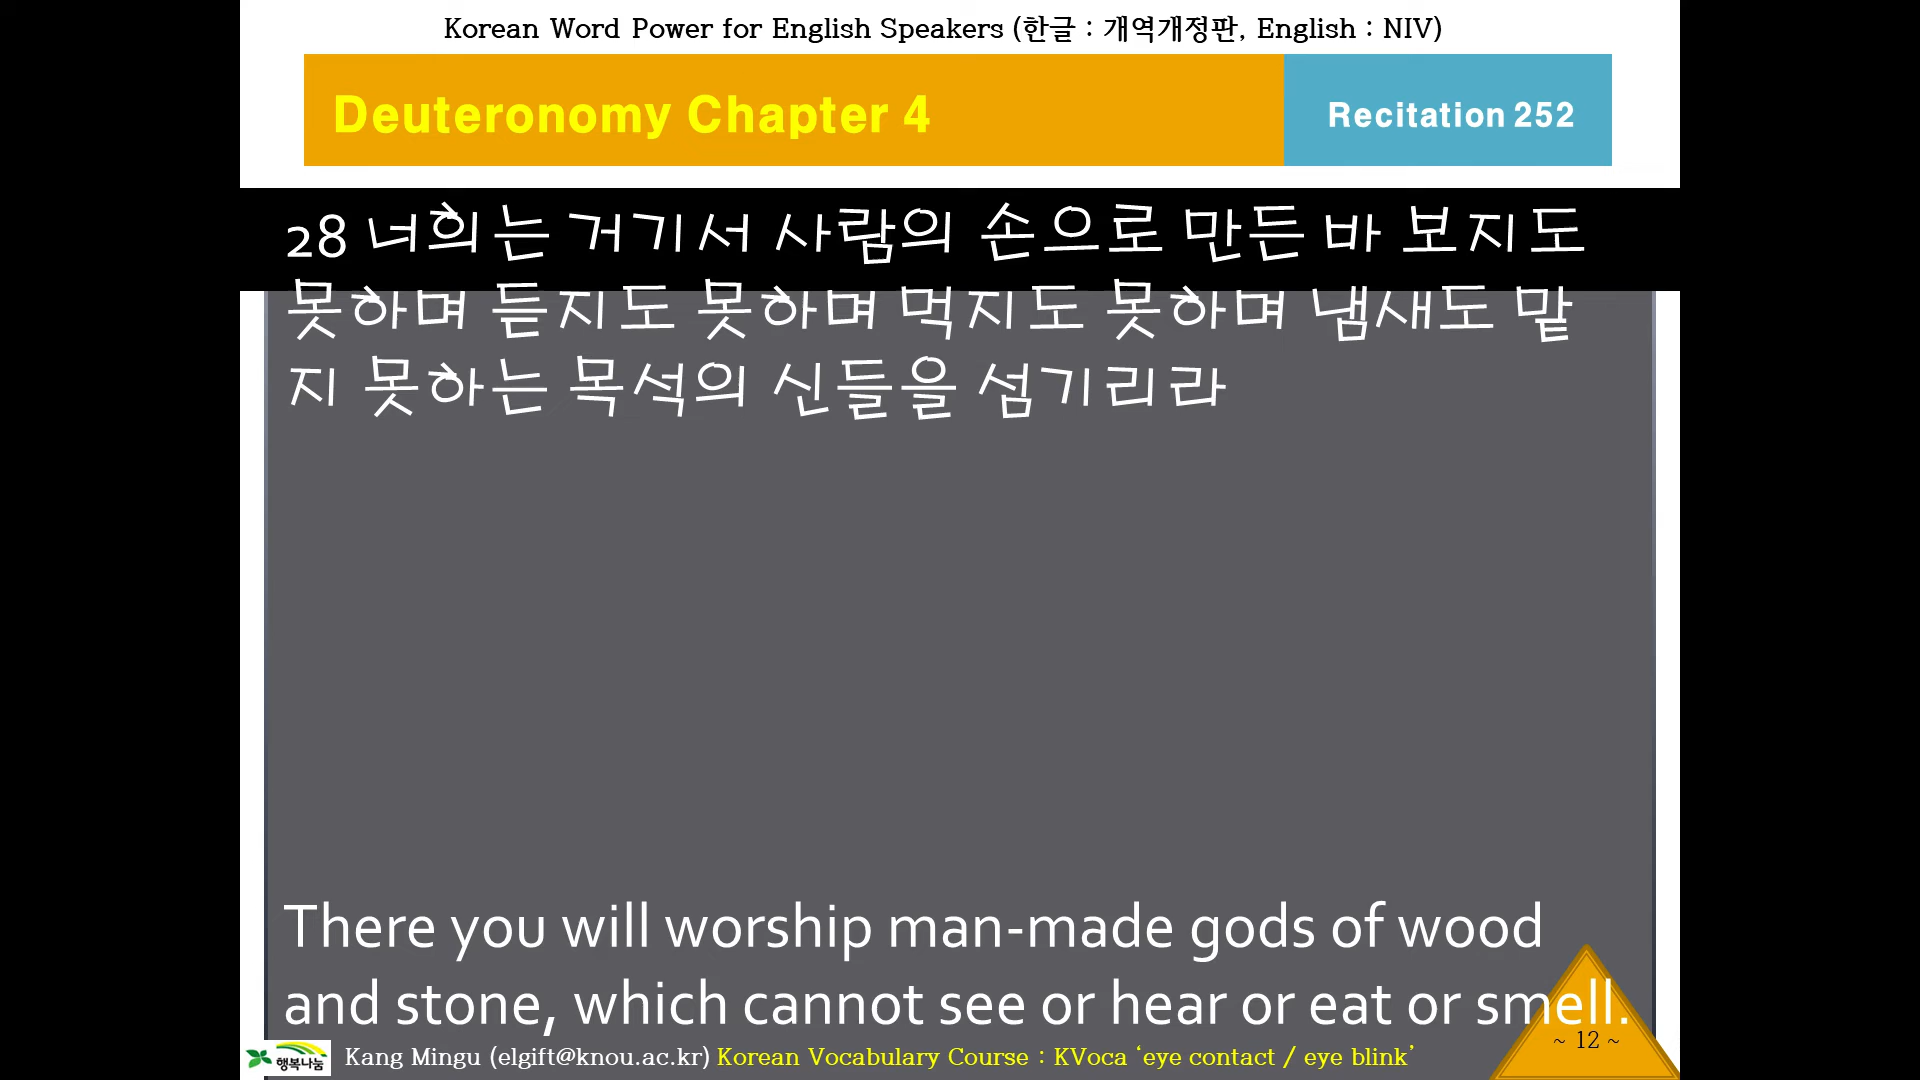 Korean Word Power for English Speakers (한글 : 개역개정판, English : NIV)
Deuteronomy Chapter 4
Recitation 252
28 너희는 거기서 사람의 손으로 만든 바 보지도
못하며 듣지도 못하며 먹지도 못하며 냄새도 맡
지 못하는 목석의 신들을 섬기리라
There you will worship man-made gods of wood
and stone, which cannot see or hear or eat or smell.
~ 12 ~
행복나눔
Kang Mingu (elgift@knou.ac.kr) Korean Vocabulary Course : KVoca ‘eye contact / eye blink’